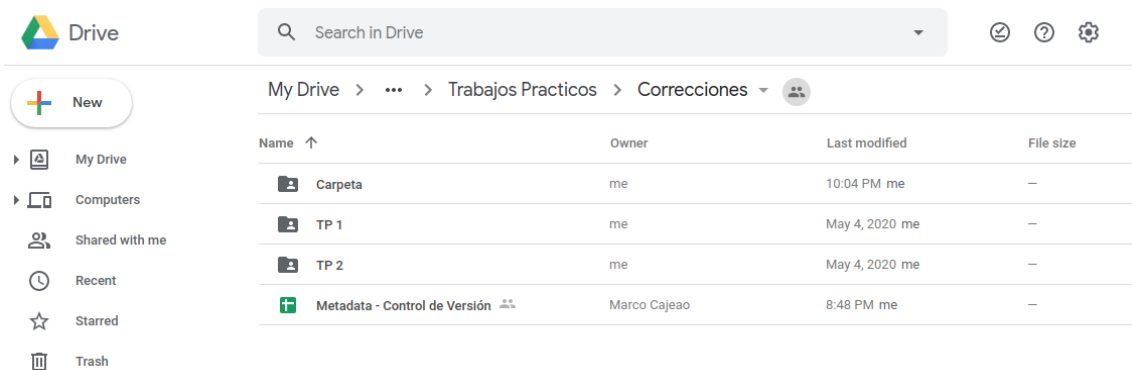 Drive
Search in Drive
New
My Drive
Computers
Shared with me
Recent
Starred
Trash
My Drive > ••• > Trabajos Practicos > Correcciones
Name ↑ Owner Last modified File size
Carpeta me 10:04 PM me —
TP 1 me May 4, 2020 me —
TP 2 me May 4, 2020 me —
Metadata - Control de Versión Marco Cajeao 8:48 PM me —